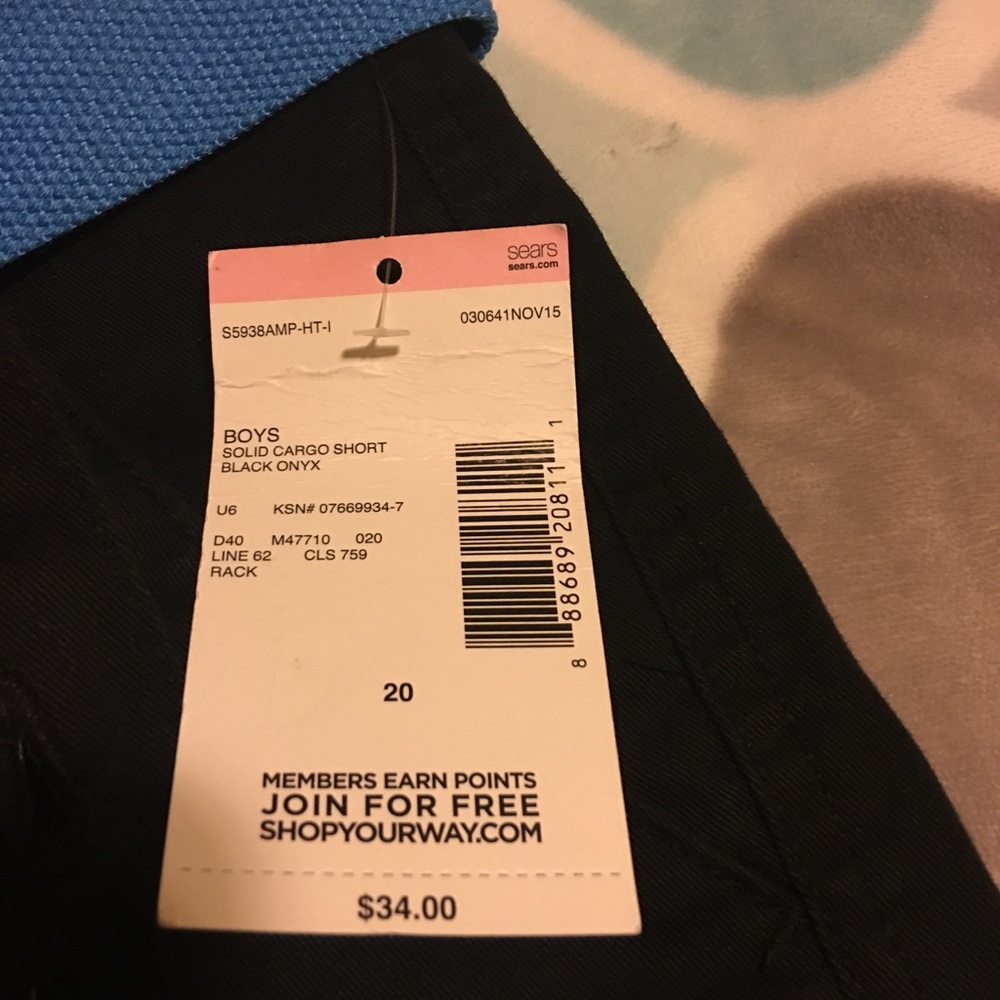 sears
sears.com
S5938AMP-HT-I 030641NOV15
BOYS
SOLID CARGO SHORT
BLACK ONYX
U6 KSN# 07669934-7
D40 M47710 020
LINE 62 CLS 759
RACK
8 88689 20811 1
20
MEMBERS EARN POINTS
JOIN FOR FREE
SHOPYOURWAY.COM
$34.00